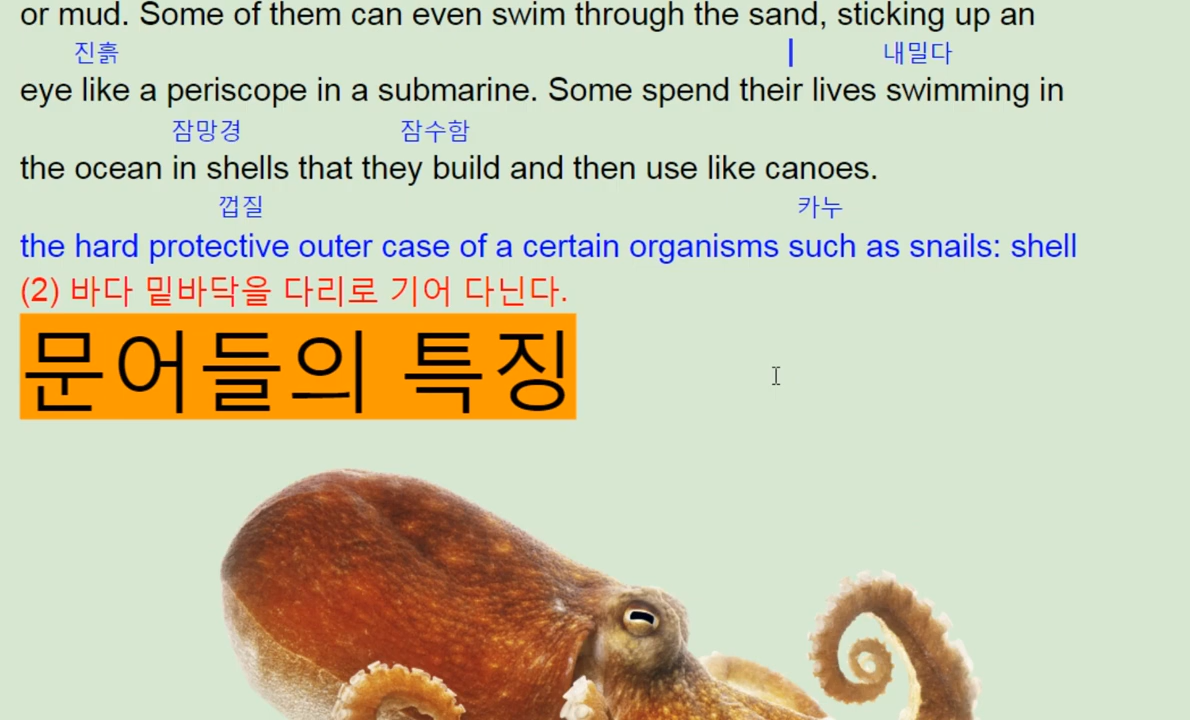 or mud. Some of them can even swim through the sand, sticking up an
진흙 내밀다
eye like a periscope in a submarine. Some spend their lives swimming in
잠망경 잠수함
the ocean in shells that they build and then use like canoes.
껍질 카누
the hard protective outer case of a certain organisms such as snails: shell
(2) 바다 밑바닥을 다리로 기어 다닌다.
문어들의 특징